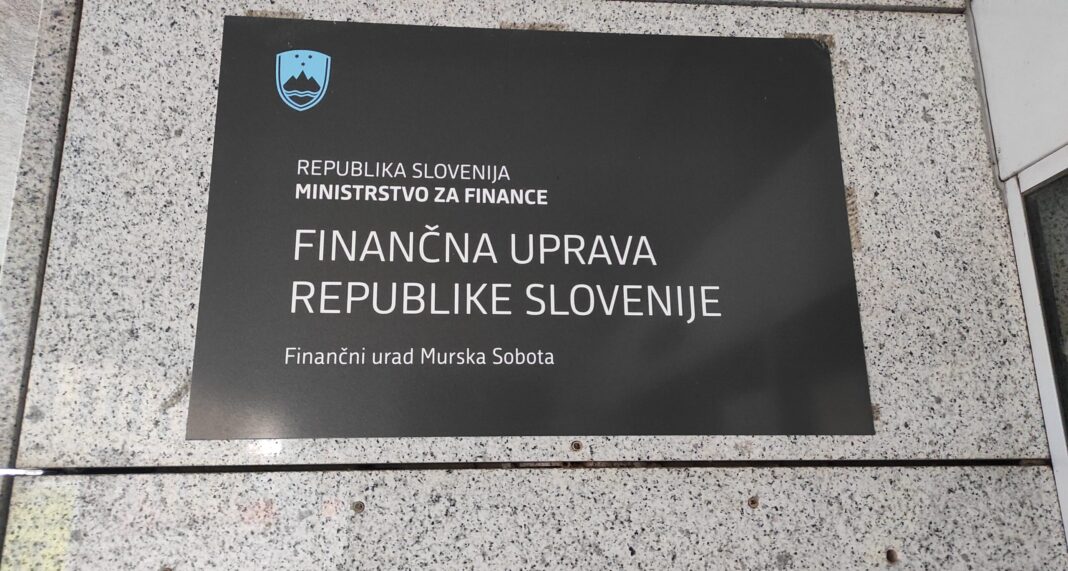 REPUBLIKA SLOVENIJA
MINISTRSTVO ZA FINANCE
FINANČNA UPRAVA
REPUBLIKE SLOVENIJE
Finančni urad Murska Sobota